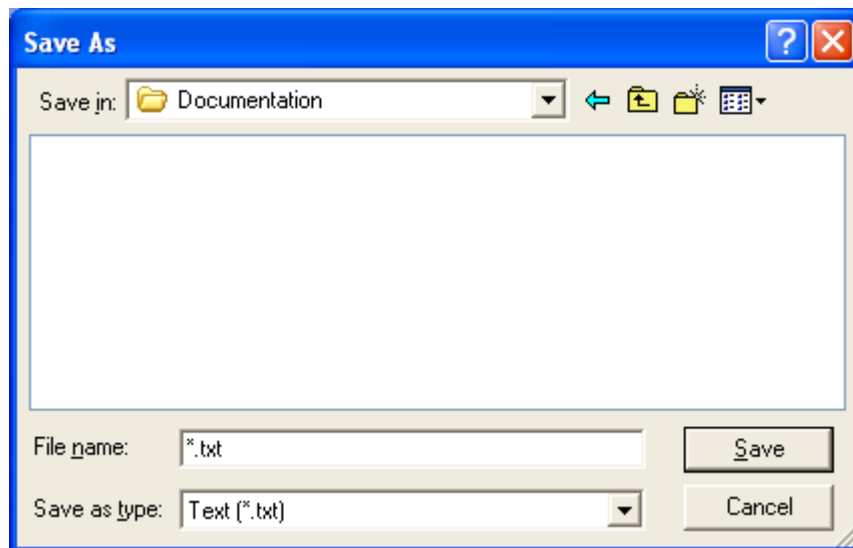 Save As
Save in: Documentation
File name: *.txt Save
Save as type: Text (*.txt) Cancel